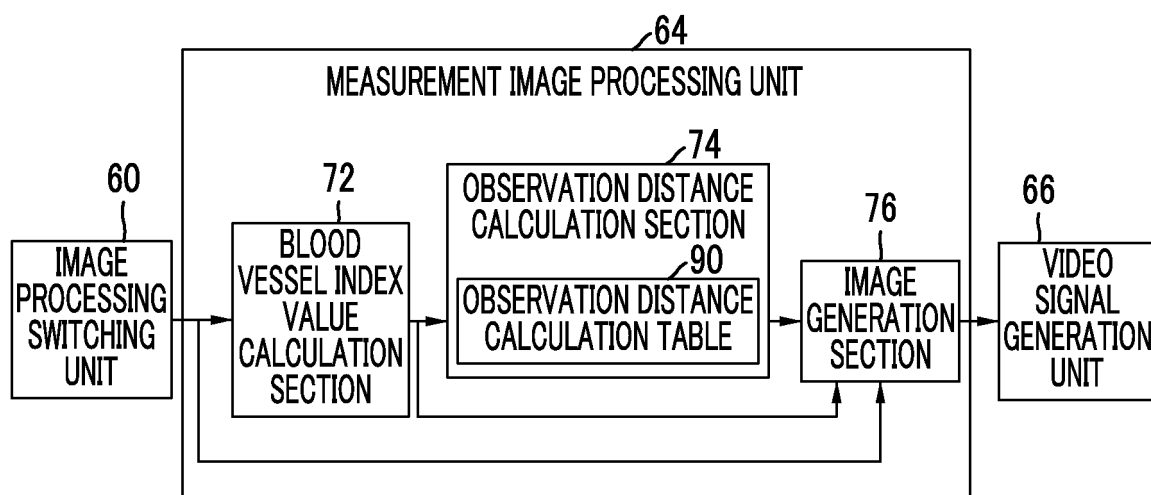 64
MEASUREMENT IMAGE PROCESSING UNIT
60
IMAGE
PROCESSING
SWITCHING
UNIT
72
BLOOD
VESSEL INDEX
VALUE
CALCULATION
SECTION
74
OBSERVATION DISTANCE
CALCULATION SECTION
90
OBSERVATION DISTANCE
CALCULATION TABLE
76
IMAGE
GENERATION
SECTION
66
VIDEO
SIGNAL
GENERATION
UNIT